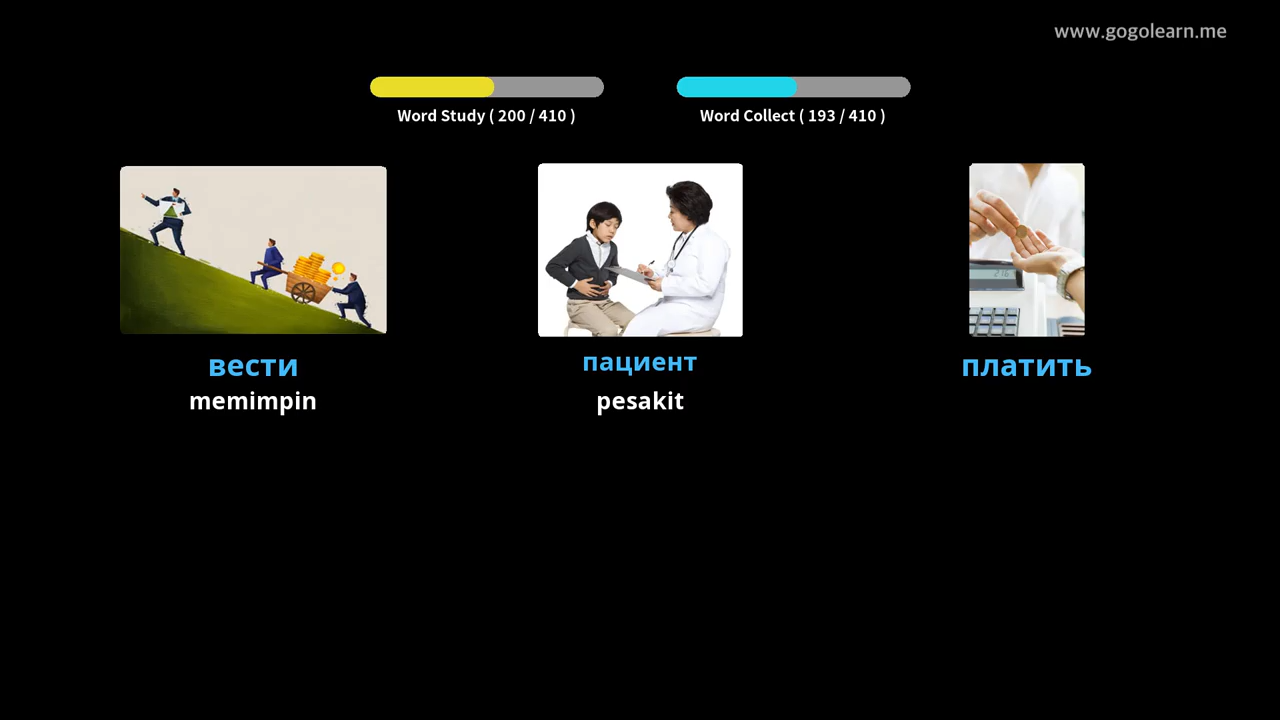 www.gogolearn.me
Word Study ( 200 / 410 )
Word Collect ( 193 / 410 )
вести
memimpin
пациент
pesakit
платить